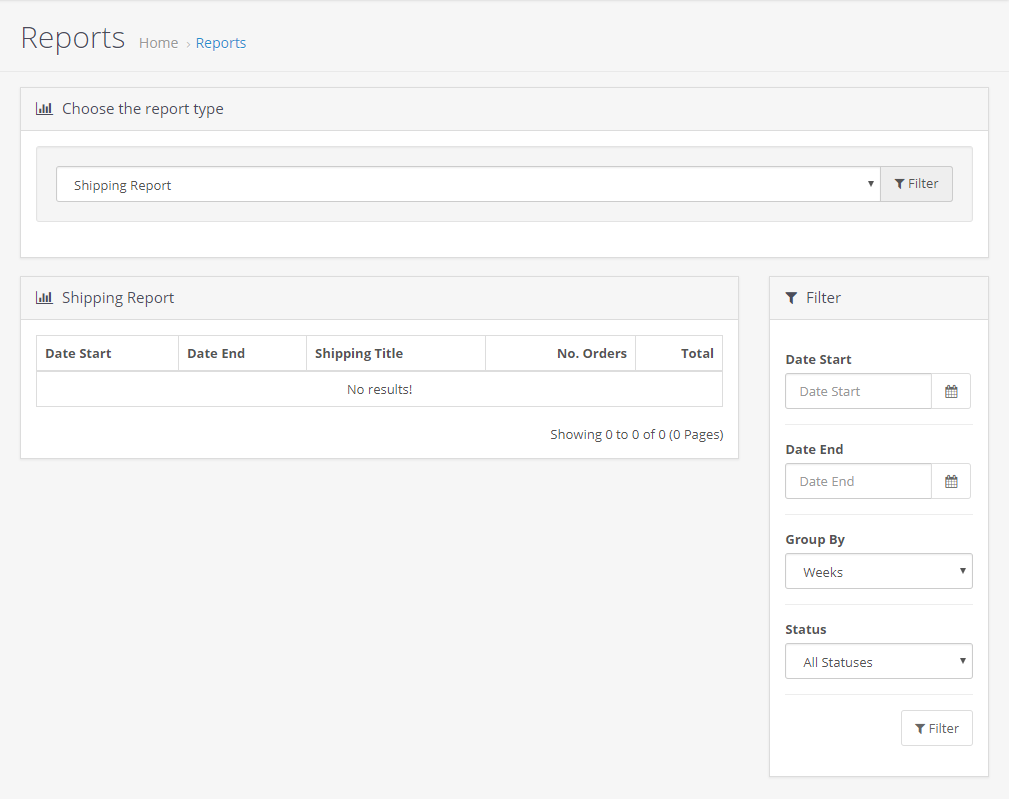 Reports Home › Reports
Choose the report type
Shipping Report Filter
Shipping Report
Date Start Date End Shipping Title No. Orders Total
No results!
Showing 0 to 0 of 0 (0 Pages)
Filter
Date Start
Date Start
Date End
Date End
Group By
Weeks
Status
All Statuses
Filter